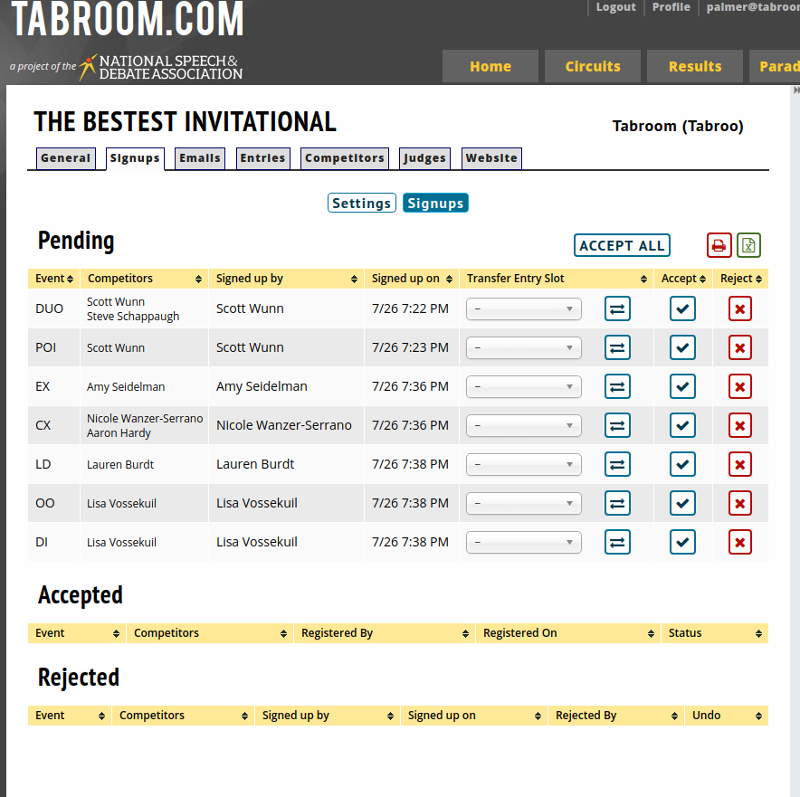 TABROOM.COM
Logout Profile palmer@tabroor
a project of the NATIONAL SPEECH & DEBATE ASSOCIATION
Home Circuits Results Parad
THE BESTEST INVITATIONAL
Tabroom (Tabroo)
General Signups Emails Entries Competitors Judges Website
Settings Signups
Pending
ACCEPT ALL
Event Competitors Signed up by Signed up on Transfer Entry Slot Accept Reject
DUO Scott Wunn Steve Schappaugh Scott Wunn 7/26 7:22 PM –
POI Scott Wunn Scott Wunn 7/26 7:23 PM –
EX Amy Seidelman Amy Seidelman 7/26 7:36 PM –
CX Nicole Wanzer-Serrano Aaron Hardy Nicole Wanzer-Serrano 7/26 7:36 PM –
LD Lauren Burdt Lauren Burdt 7/26 7:38 PM –
OO Lisa Vossekuil Lisa Vossekuil 7/26 7:38 PM –
DI Lisa Vossekuil Lisa Vossekuil 7/26 7:38 PM –
Accepted
Event Competitors Registered By Registered On Status
Rejected
Event Competitors Signed up by Signed up on Rejected By Undo